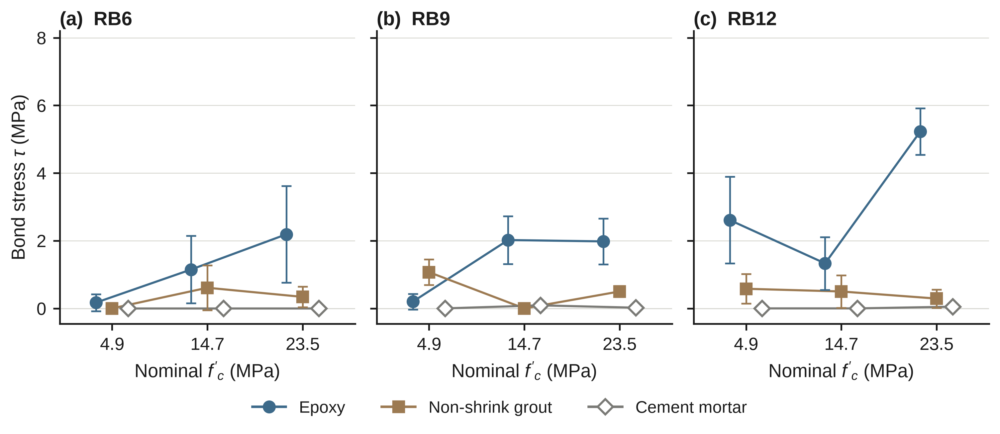 (a) RB6
(b) RB9
(c) RB12
Bond stress τ (MPa)
8
6
4
2
0
4.9 14.7 23.5
4.9 14.7 23.5
4.9 14.7 23.5
Nominal f′c (MPa)
Nominal f′c (MPa)
Nominal f′c (MPa)
Epoxy
Non-shrink grout
Cement mortar